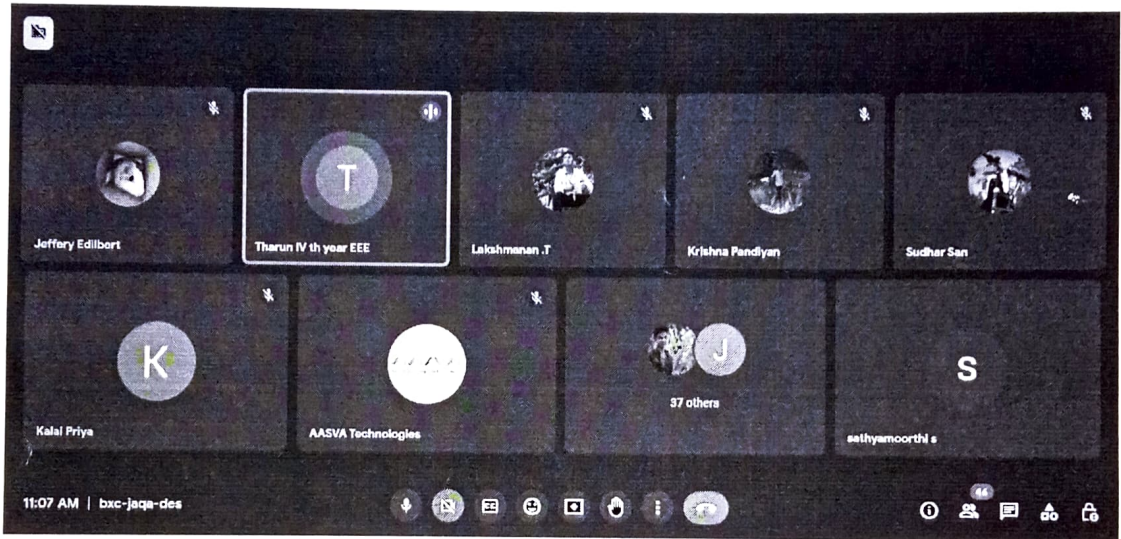 T
Jeffery Edilbert
Tharun IV th year EEE
Lakshmanan .T
Krishna Pandiyan
Sudhar San
K
J
37 others
S
Kalai Priya
AASVA Technologies
sathyamoorthi s
11:07 AM | bxc-jaqa-des
46